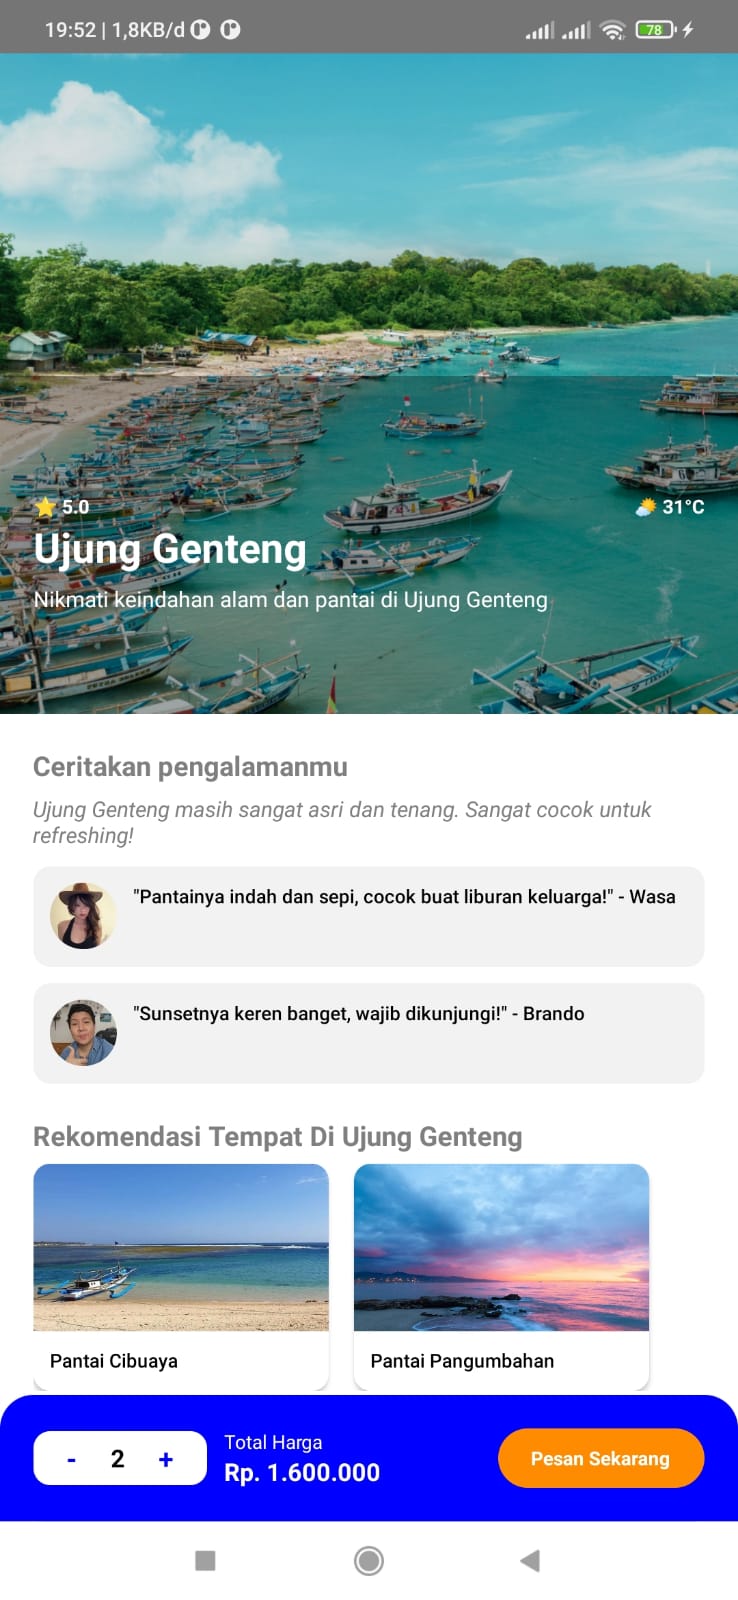 19:52 | 1,8KB/d
78
5.0
31°C
Ujung Genteng
Nikmati keindahan alam dan pantai di Ujung Genteng
Ceritakan pengalamanmu
Ujung Genteng masih sangat asri dan tenang. Sangat cocok untuk
refreshing!
"Pantainya indah dan sepi, cocok buat liburan keluarga!" - Wasa
"Sunsetnya keren banget, wajib dikunjungi!" - Brando
Rekomendasi Tempat Di Ujung Genteng
Pantai Cibuaya
Pantai Pangumbahan
- 2 +
Total Harga
Rp. 1.600.000
Pesan Sekarang